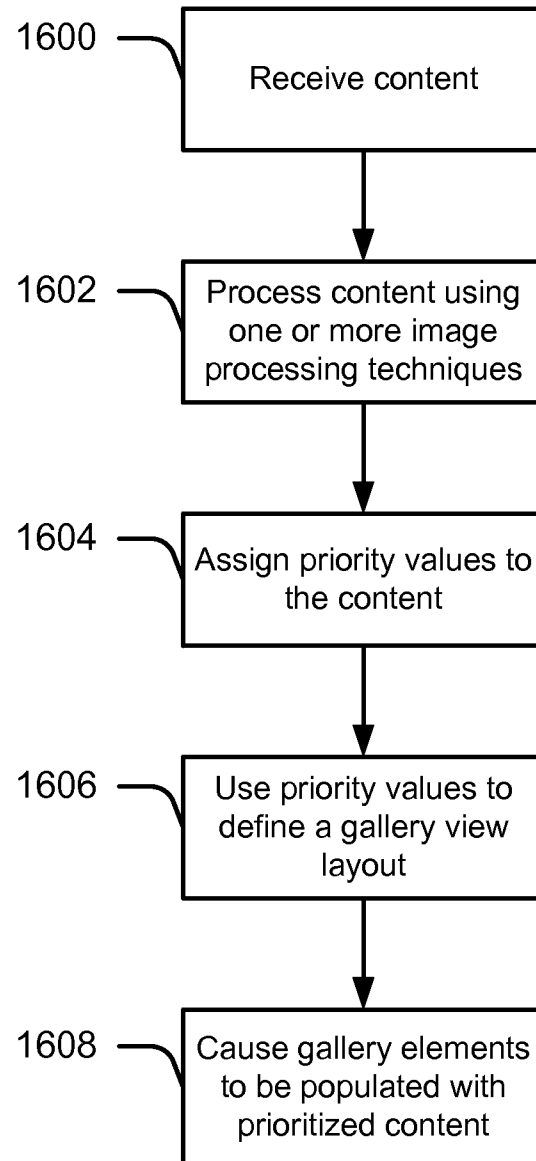 1600
Receive content
1602
Process content using
one or more image
processing techniques
1604
Assign priority values to
the content
1606
Use priority values to
define a gallery view
layout
1608
Cause gallery elements
to be populated with
prioritized content